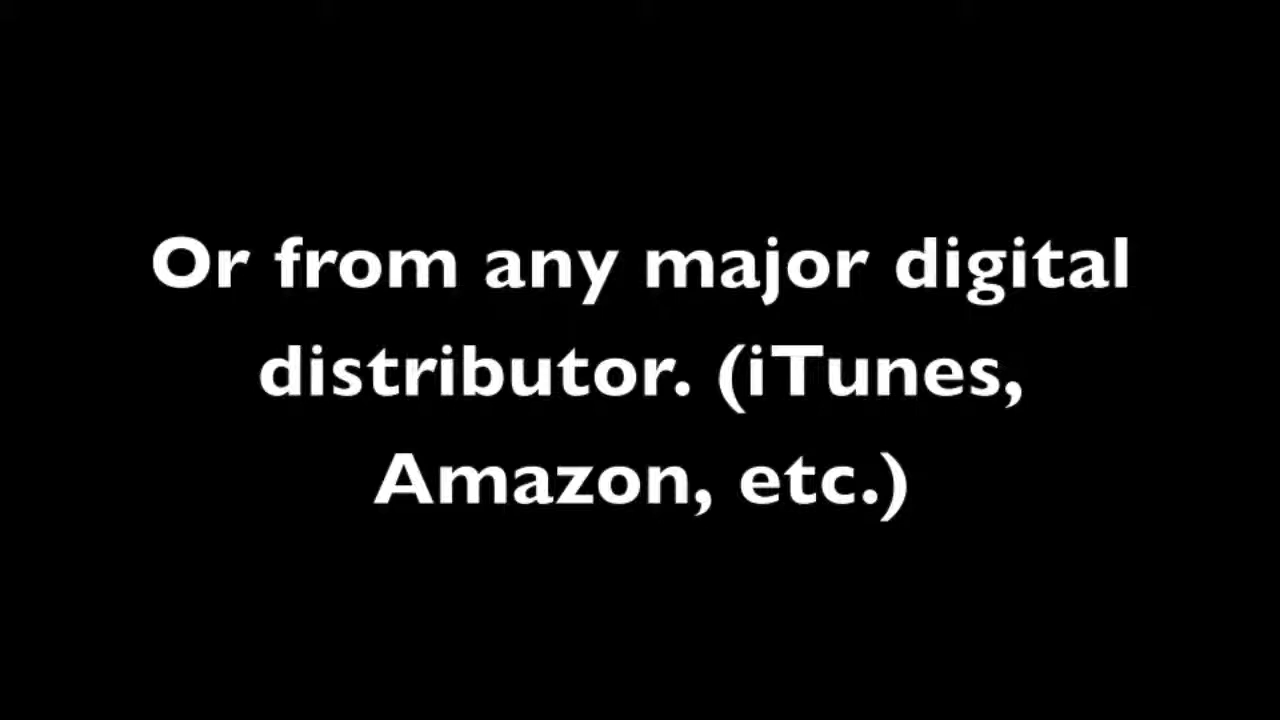 Or from any major digital
distributor. (iTunes,
Amazon, etc.)